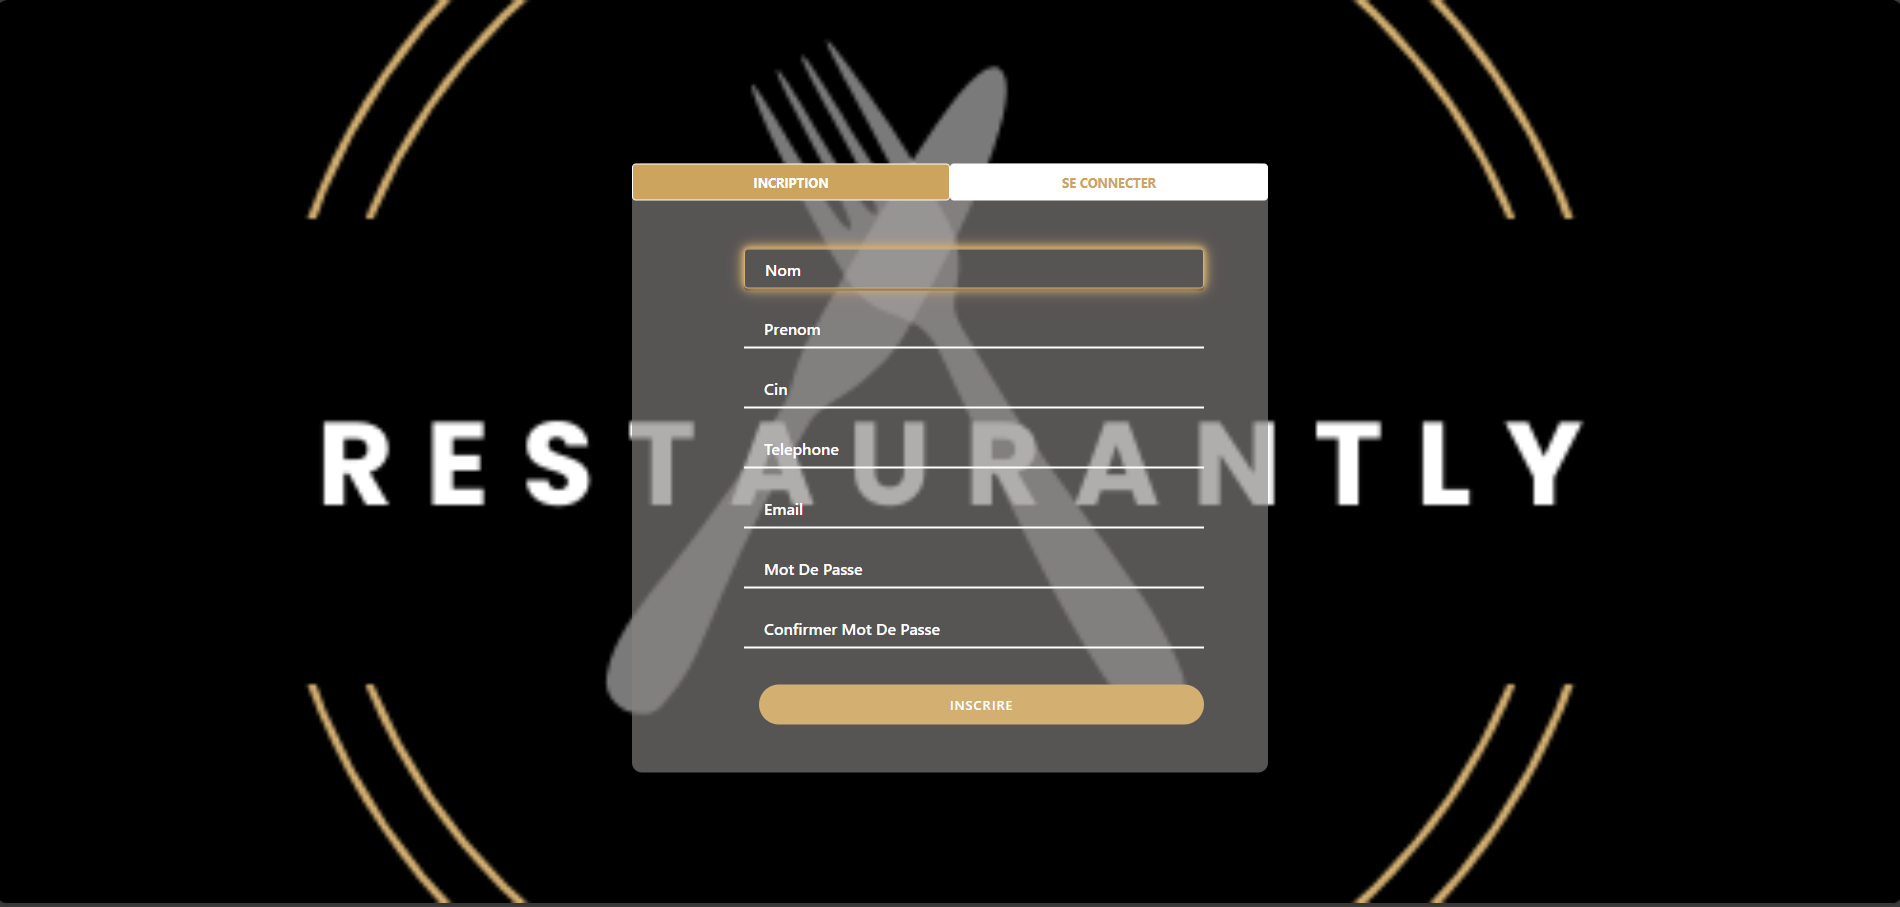 INCRIPTION
SE CONNECTER
Nom
Prenom
Cin
RESTAURANTLY
Telephone
Email
Mot De Passe
Confirmer Mot De Passe
INSCRIRE